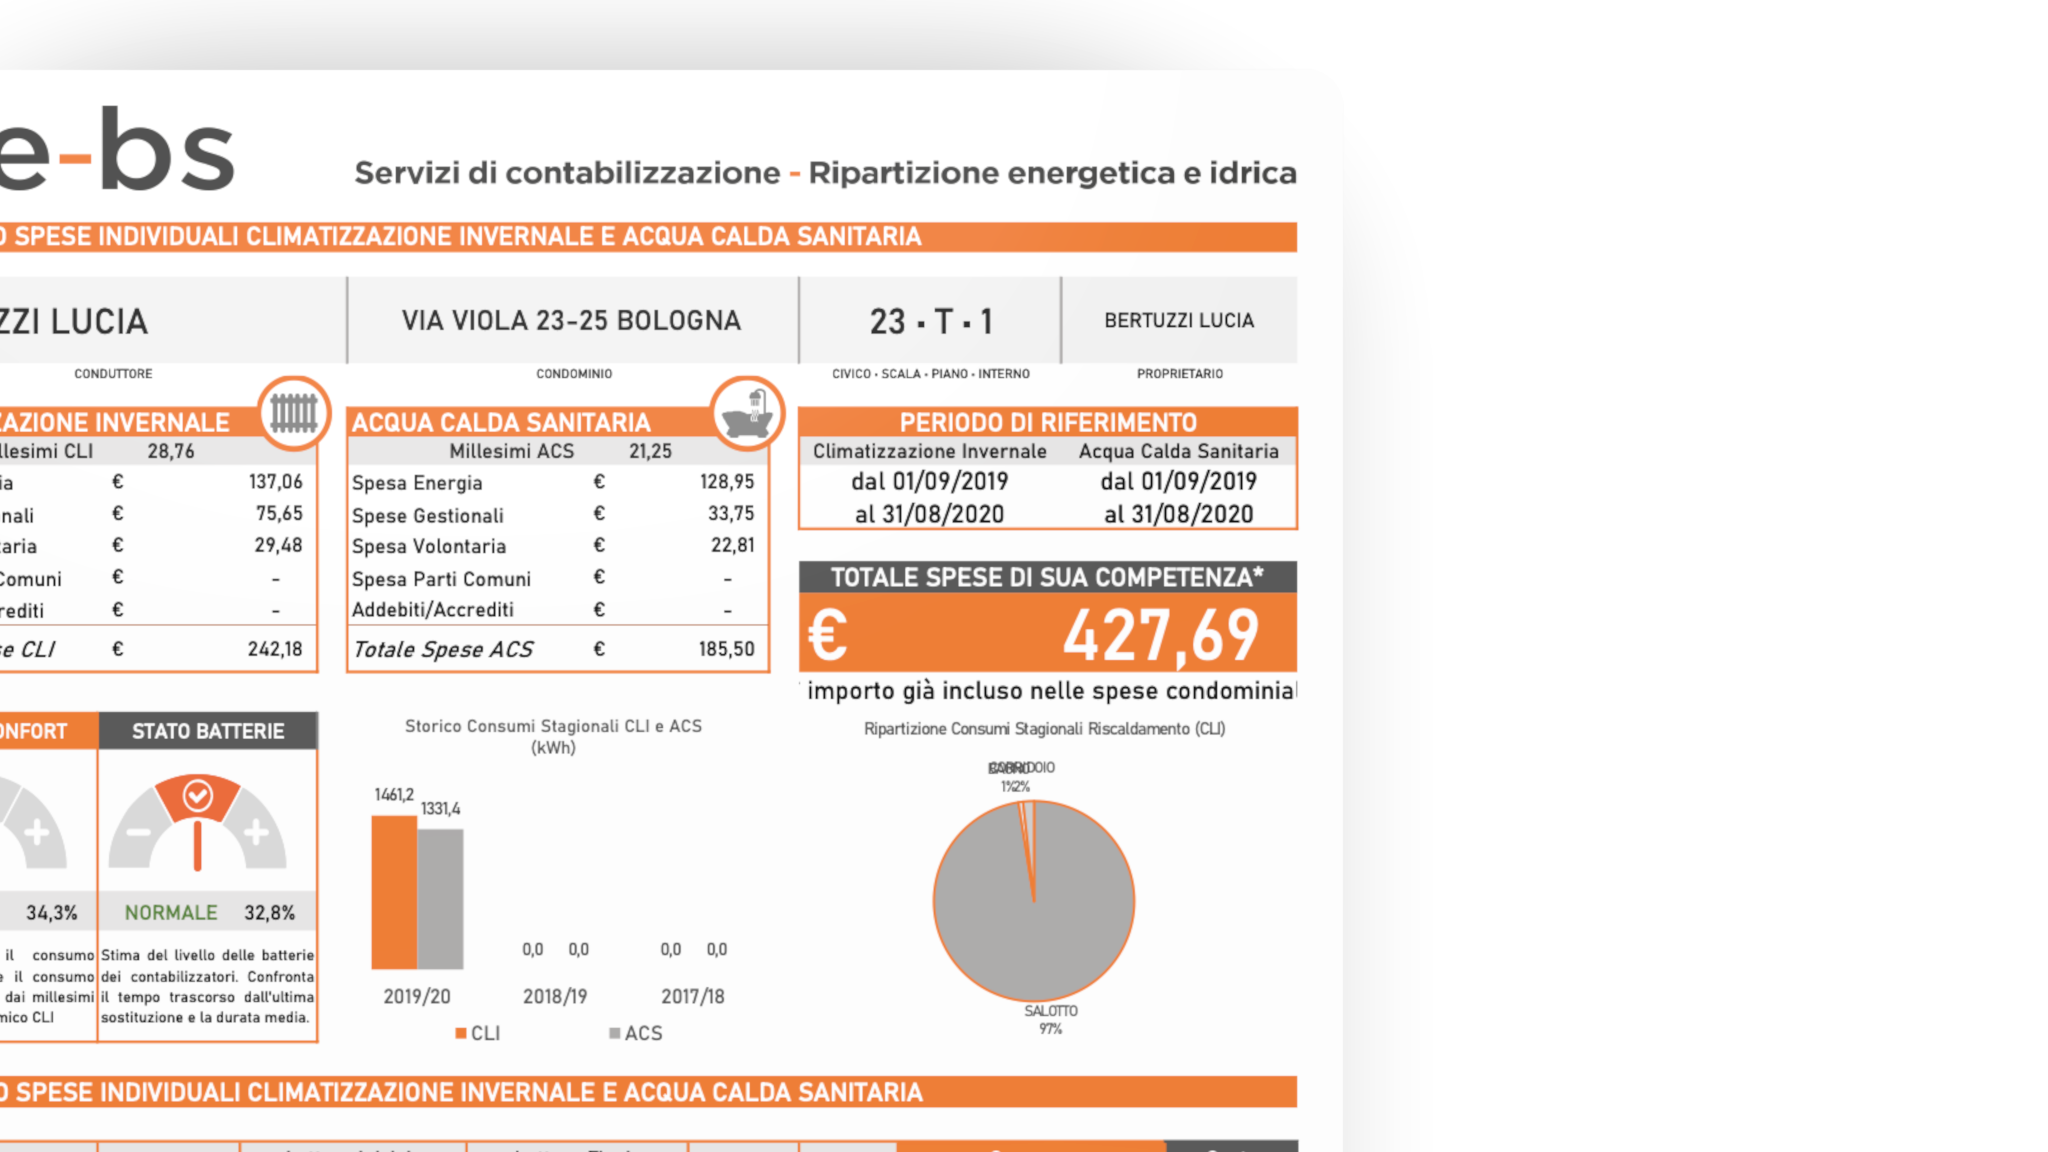 e-bs
Servizi di contabilizzazione - Ripartizione energetica e idrica
SPESE INDIVIDUALI CLIMATIZZAZIONE INVERNALE E ACQUA CALDA SANITARIA
ZZI LUCIA
VIA VIOLA 23-25 BOLOGNA
23 · T · 1
BERTUZZI LUCIA
CONDUTTORE
CONDOMINIO
CIVICO · SCALA · PIANO · INTERNO
PROPRIETARIO
ZAZIONE INVERNALE
llesimi CLI 28,76
ia € 137,06
nali € 75,65
taria € 29,48
Comuni € -
rediti € -
se CLI € 242,18
ACQUA CALDA SANITARIA
Millesimi ACS 21,25
Spesa Energia € 128,95
Spese Gestionali € 33,75
Spesa Volontaria € 22,81
Spesa Parti Comuni € -
Addebiti/Accrediti € -
Totale Spese ACS € 185,50
PERIODO DI RIFERIMENTO
Climatizzazione Invernale Acqua Calda Sanitaria
dal 01/09/2019 dal 01/09/2019
al 31/08/2020 al 31/08/2020
TOTALE SPESE DI SUA COMPETENZA*
€ 427,69
importo già incluso nelle spese condominial
ONFORT
34,3%
il consumo
e il consumo
dai millesimi
mico CLI
STATO BATTERIE
NORMALE 32,8%
Stima del livello delle batterie
dei contabilizzatori. Confronta
il tempo trascorso dall'ultima
sostituzione e la durata media.
Storico Consumi Stagionali CLI e ACS
(kWh)
1461,2
1331,4
0,0 0,0 0,0 0,0
2019/20 2018/19 2017/18
CLI ACS
Ripartizione Consumi Stagionali Riscaldamento (CLI)
CORRIDOIO
1% 2%
SALOTTO
97%
SPESE INDIVIDUALI CLIMATIZZAZIONE INVERNALE E ACQUA CALDA SANITARIA